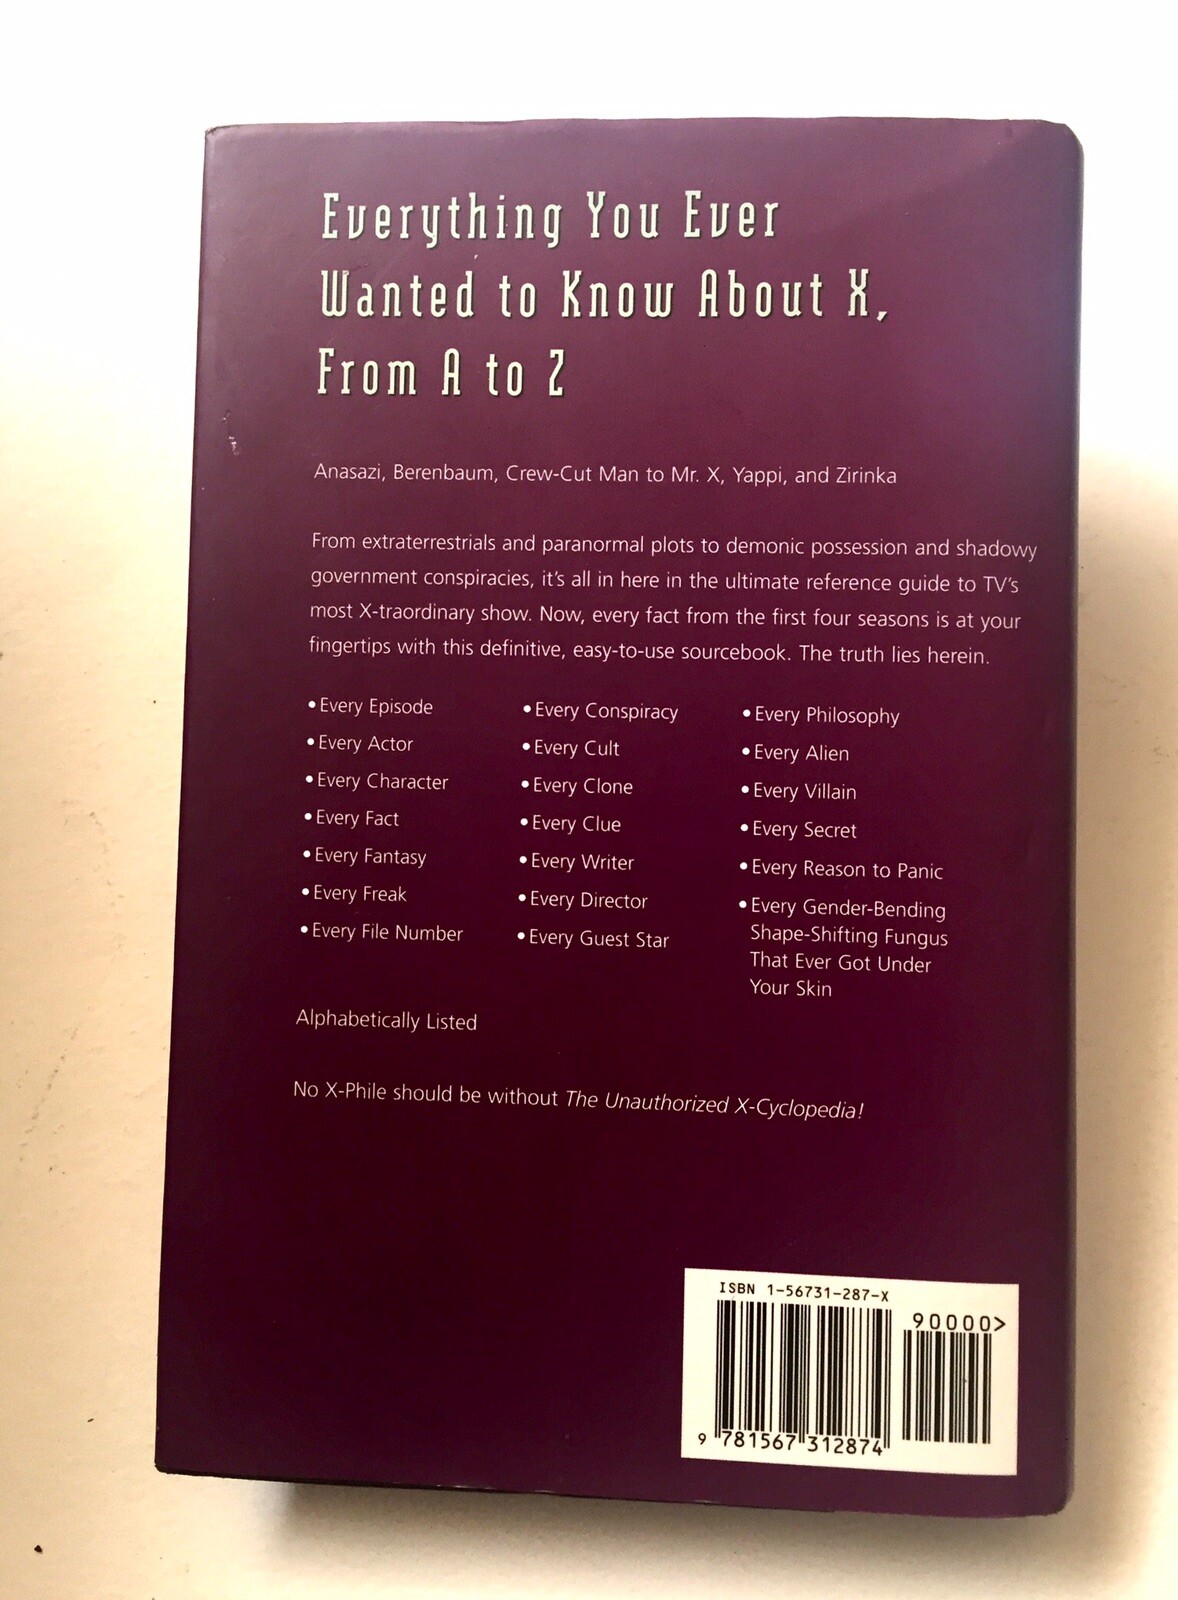 Everything You Ever
Wanted to Know About X,
From A to Z
Anasazi, Berenbaum, Crew-Cut Man to Mr. X, Yappi, and Zirinka
From extraterrestrials and paranormal plots to demonic possession and shadowy
government conspiracies, it's all in here in the ultimate reference guide to TV's
most X-traordinary show. Now, every fact from the first four seasons is at your
fingertips with this definitive, easy-to-use sourcebook. The truth lies herein.
•Every Episode
•Every Actor
•Every Character
•Every Fact
•Every Fantasy
•Every Freak
•Every File Number
•Every Conspiracy
•Every Cult
•Every Clone
•Every Clue
•Every Writer
•Every Director
•Every Guest Star
•Every Philosophy
•Every Alien
•Every Villain
•Every Secret
•Every Reason to Panic
•Every Gender-Bending
Shape-Shifting Fungus
That Ever Got Under
Your Skin
Alphabetically Listed
No X-Phile should be without The Unauthorized X-Cyclopedia!
ISBN 1-56731-287-X
90000>
9 781567 312874